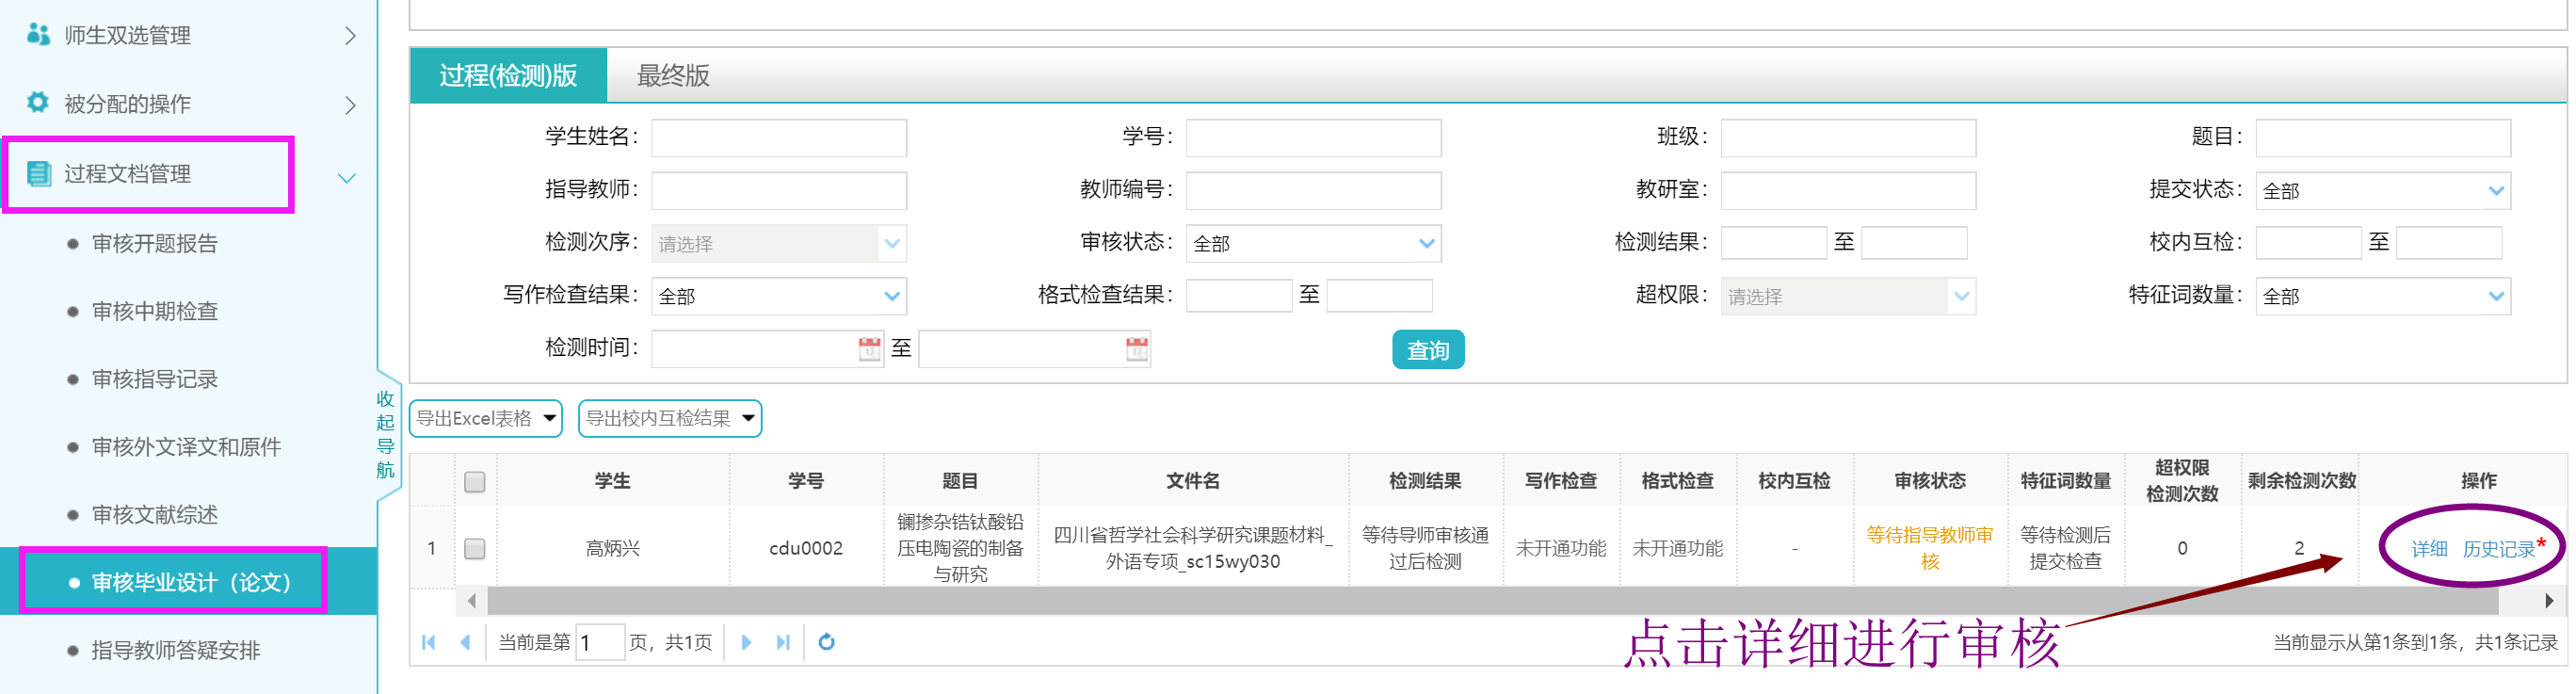 师生双选管理
被分配的操作
过程文档管理
审核开题报告
审核中期检查
审核指导记录
审核外文译文和原件
审核文献综述
审核毕业设计（论文）
指导教师答疑安排
收起导航
过程(检测)版 最终版
学生姓名： 学号： 班级： 题目：
指导教师： 教师编号： 教研室： 提交状态： 全部
检测次序： 请选择 审核状态： 全部 检测结果： 至 校内互检： 至
写作检查结果： 全部 格式检查结果： 至 超权限： 请选择 特征词数量： 全部
检测时间： 至 查询
导出Excel表格 导出校内互检结果
学生 学号 题目 文件名 检测结果 写作检查 格式检查 校内互检 审核状态 特征词数量 超权限检测次数 剩余检测次数 操作
1 高炳兴 cdu0002 镧掺杂锆钛酸铅压电陶瓷的制备与研究 四川省哲学社会科学研究课题材料_外语专项_sc15wy030 等待导师审核通过后检测 未开通功能 未开通功能 - 等待指导教师审核 等待检测后提交检查 0 2 详细 历史记录*
点击详细进行审核
当前是第 1 页，共1页
当前显示从第1条到1条，共1条记录